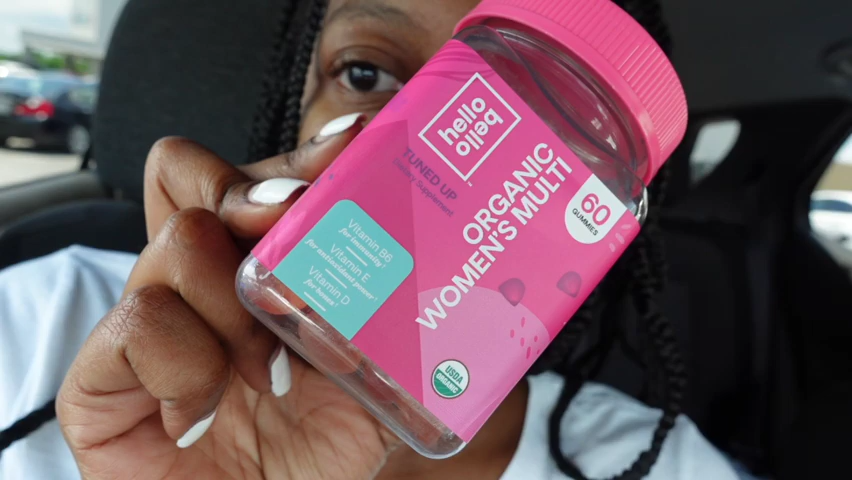 hello
bello
TUNED UP
Dietary Supplement
ORGANIC
WOMEN'S MULTI
60
GUMMIES
Vitamin B6
for immunity†
Vitamin E
for antioxidant power†
Vitamin D
for bones†
USDA
ORGANIC